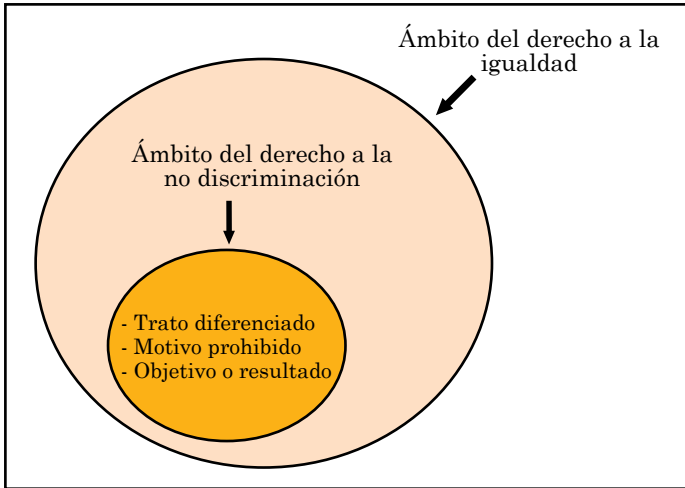 Ámbito del derecho a la
igualdad
Ámbito del derecho a la
no discriminación
- Trato diferenciado
- Motivo prohibido
- Objetivo o resultado